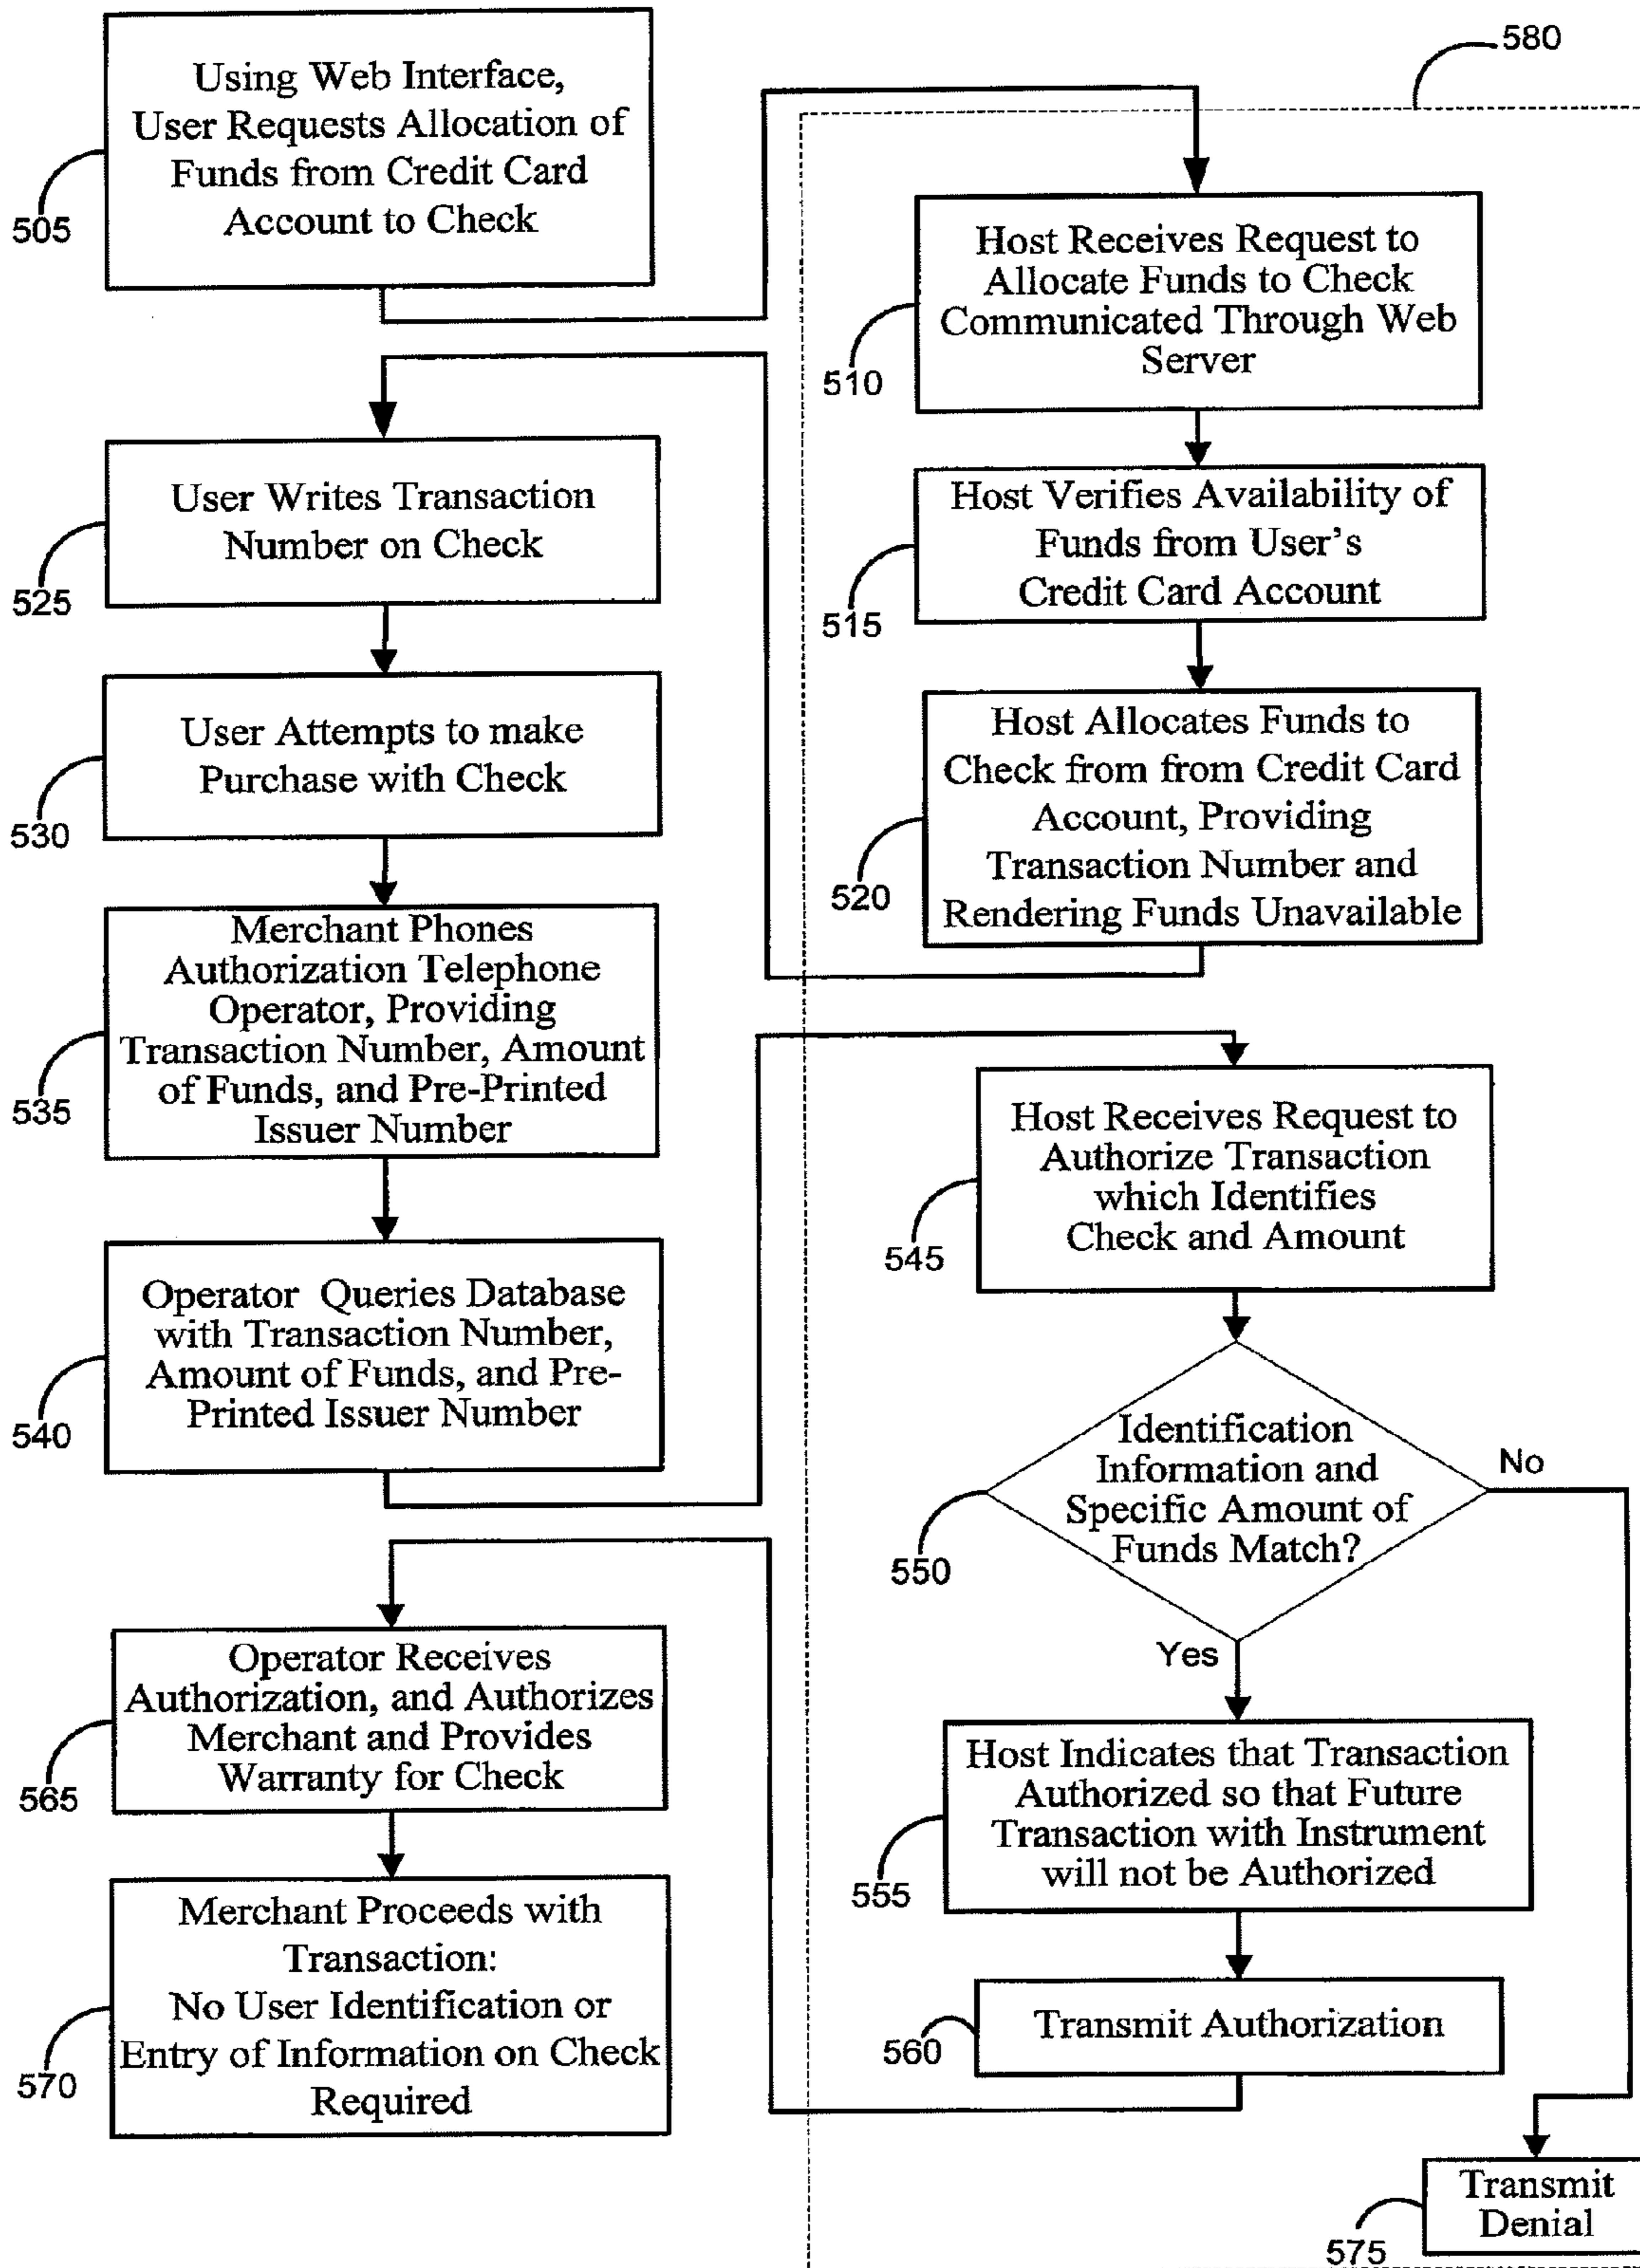 580
Using Web Interface,
User Requests Allocation of
Funds from Credit Card
Account to Check
505
Host Receives Request to
Allocate Funds to Check
Communicated Through Web
Server
510
Host Verifies Availability of
Funds from User's
Credit Card Account
515
Host Allocates Funds to
Check from from Credit Card
Account, Providing
Transaction Number and
Rendering Funds Unavailable
520
User Writes Transaction
Number on Check
525
User Attempts to make
Purchase with Check
530
Merchant Phones
Authorization Telephone
Operator, Providing
Transaction Number, Amount
of Funds, and Pre-Printed
Issuer Number
535
Operator Queries Database
with Transaction Number,
Amount of Funds, and Pre-
Printed Issuer Number
540
Host Receives Request to
Authorize Transaction
which Identifies
Check and Amount
545
Identification
Information and
Specific Amount of
Funds Match?
550
No
Yes
Host Indicates that Transaction
Authorized so that Future
Transaction with Instrument
will not be Authorized
555
Transmit Authorization
560
Operator Receives
Authorization, and Authorizes
Merchant and Provides
Warranty for Check
565
Merchant Proceeds with
Transaction:
No User Identification or
Entry of Information on Check
Required
570
Transmit
Denial
575